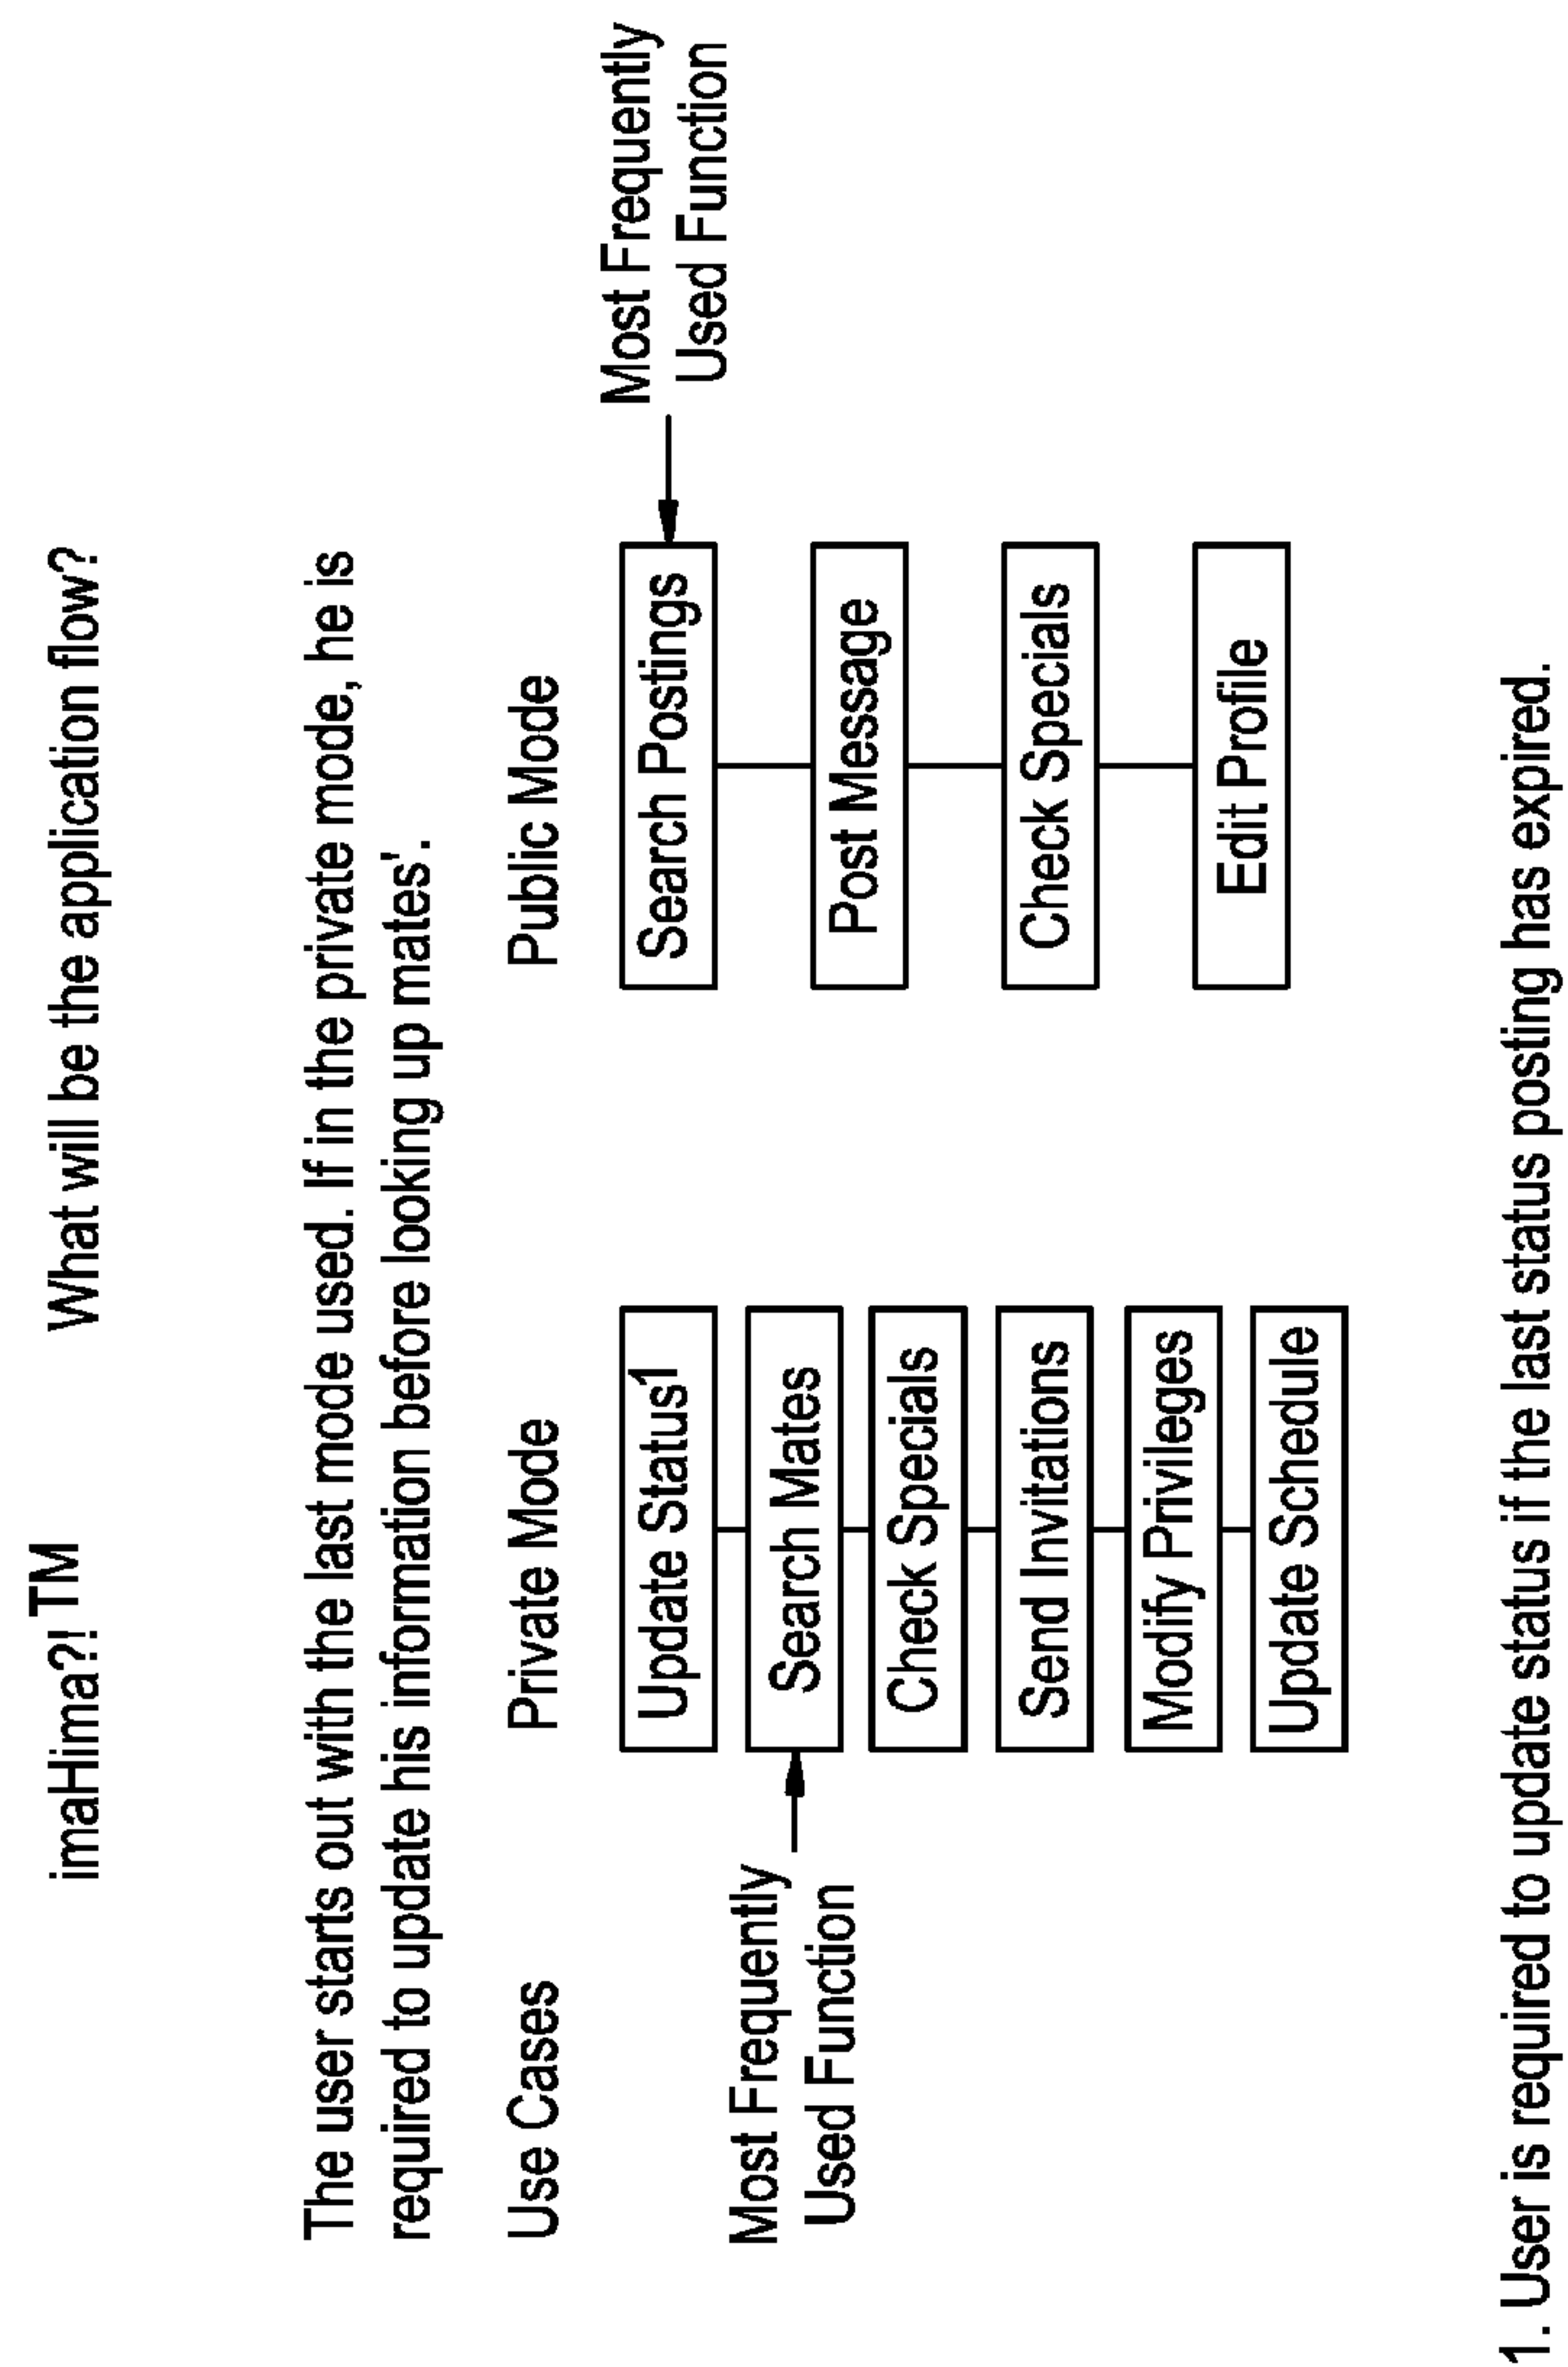 imaHima?!TM
What will be the application flow?
The user starts out with the last mode used. If in the private mode, he is
required to update his information before looking up mates'.
Use Cases
Private Mode
Public Mode
Most Frequently
Used Function
Update Status1
Search Mates
Check Specials
Send Invitations
Modify Privileges
Update Schedule
Search Postings
Post Message
Check Specials
Edit Profile
Most Frequently
Used Function
1. User is required to update status if the last status posting has expired.